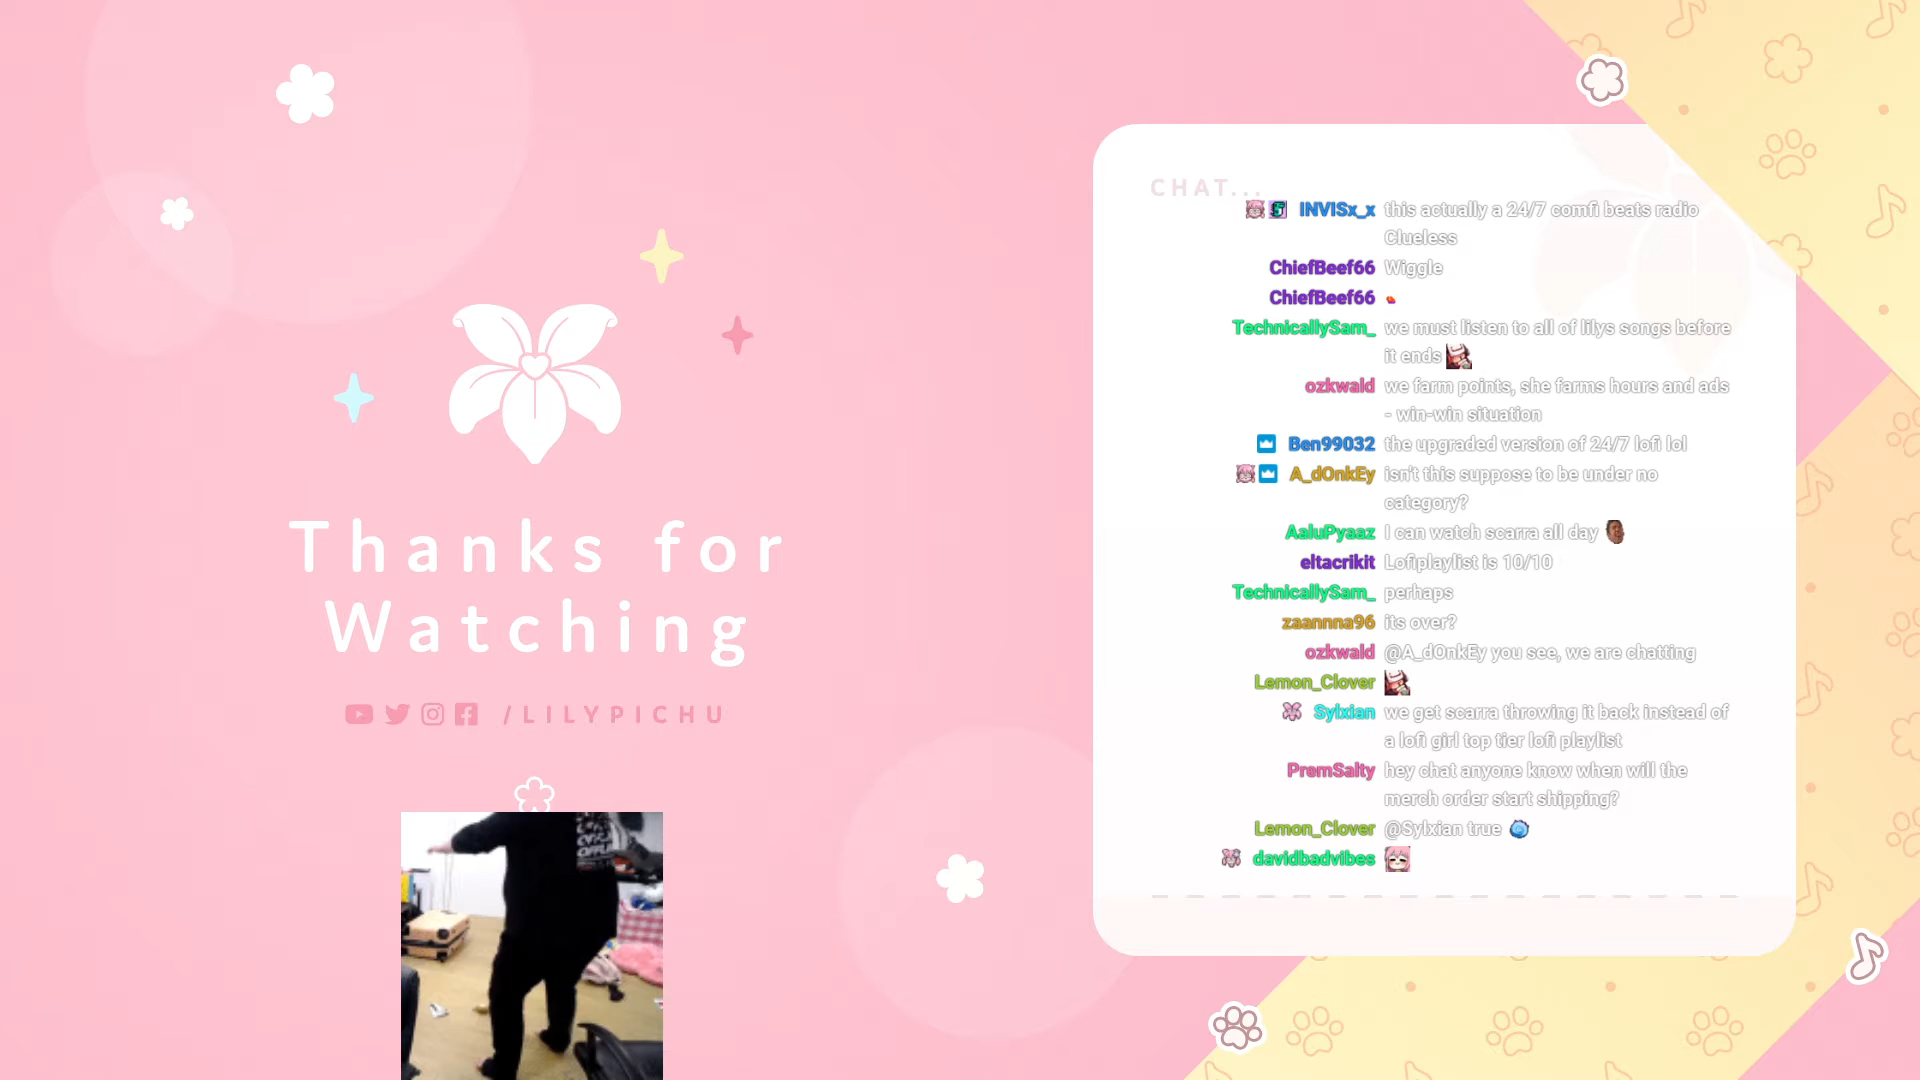 Thanks for
Watching
/LILYPICHU
CHAT...
INVISx_x this actually a 24/7 comfi beats radio
Clueless
ChiefBeef66 Wiggle
ChiefBeef66
TechnicallySam_ we must listen to all of lilys songs before
it ends
ozkwald we farm points, she farms hours and ads
- win-win situation
Ben99032 the upgraded version of 24/7 lofi lol
A_dOnkEy isn't this suppose to be under no
category?
AaluPyaaz I can watch scarra all day
eltacrikit Lofiplaylist is 10/10
TechnicallySam_ perhaps
zaannna96 its over?
ozkwald @A_dOnkEy you see, we are chatting
Lemon_Clover
Sylxian we get scarra throwing it back instead of
a lofi girl top tier lofi playlist
PremSalty hey chat anyone know when will the
merch order start shipping?
Lemon_Clover @Sylxian true
davidbadvibes